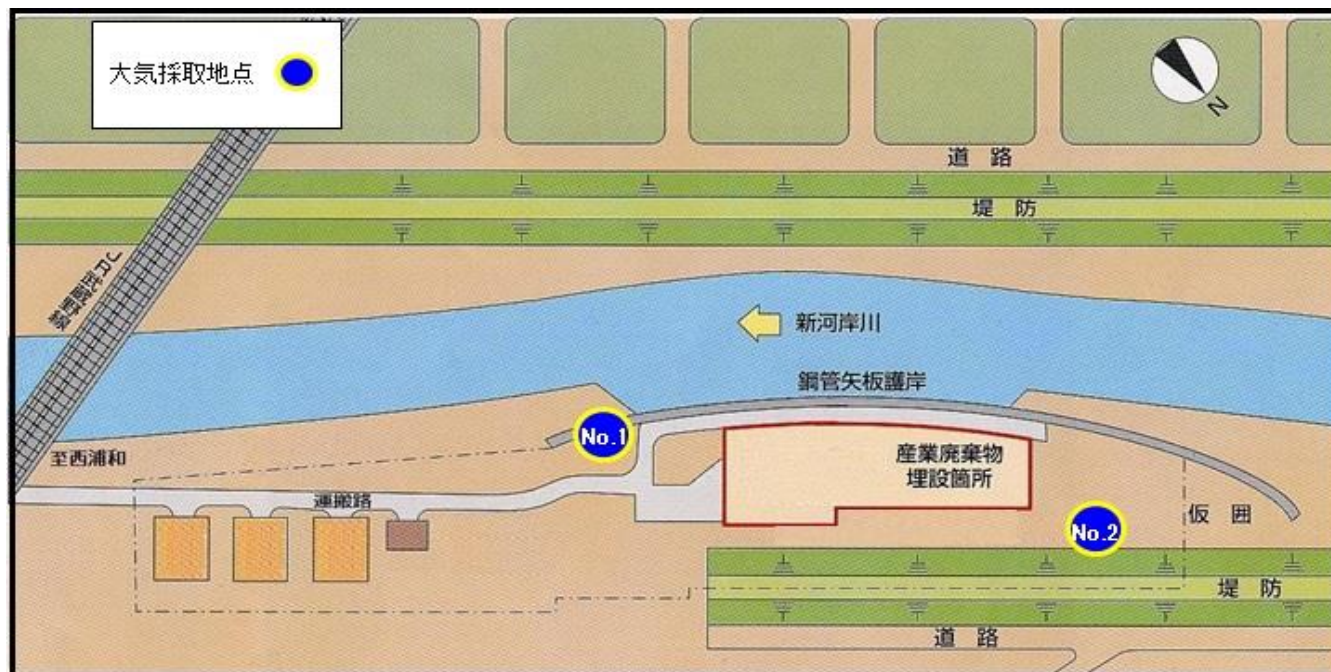 大気採取地点
N
道 路
堤 防
JR武蔵野線
新河岸川
鋼管矢板護岸
No.1
至西浦和
産業廃棄物
埋設箇所
運搬路
仮 囲
No.2
堤 防
道 路